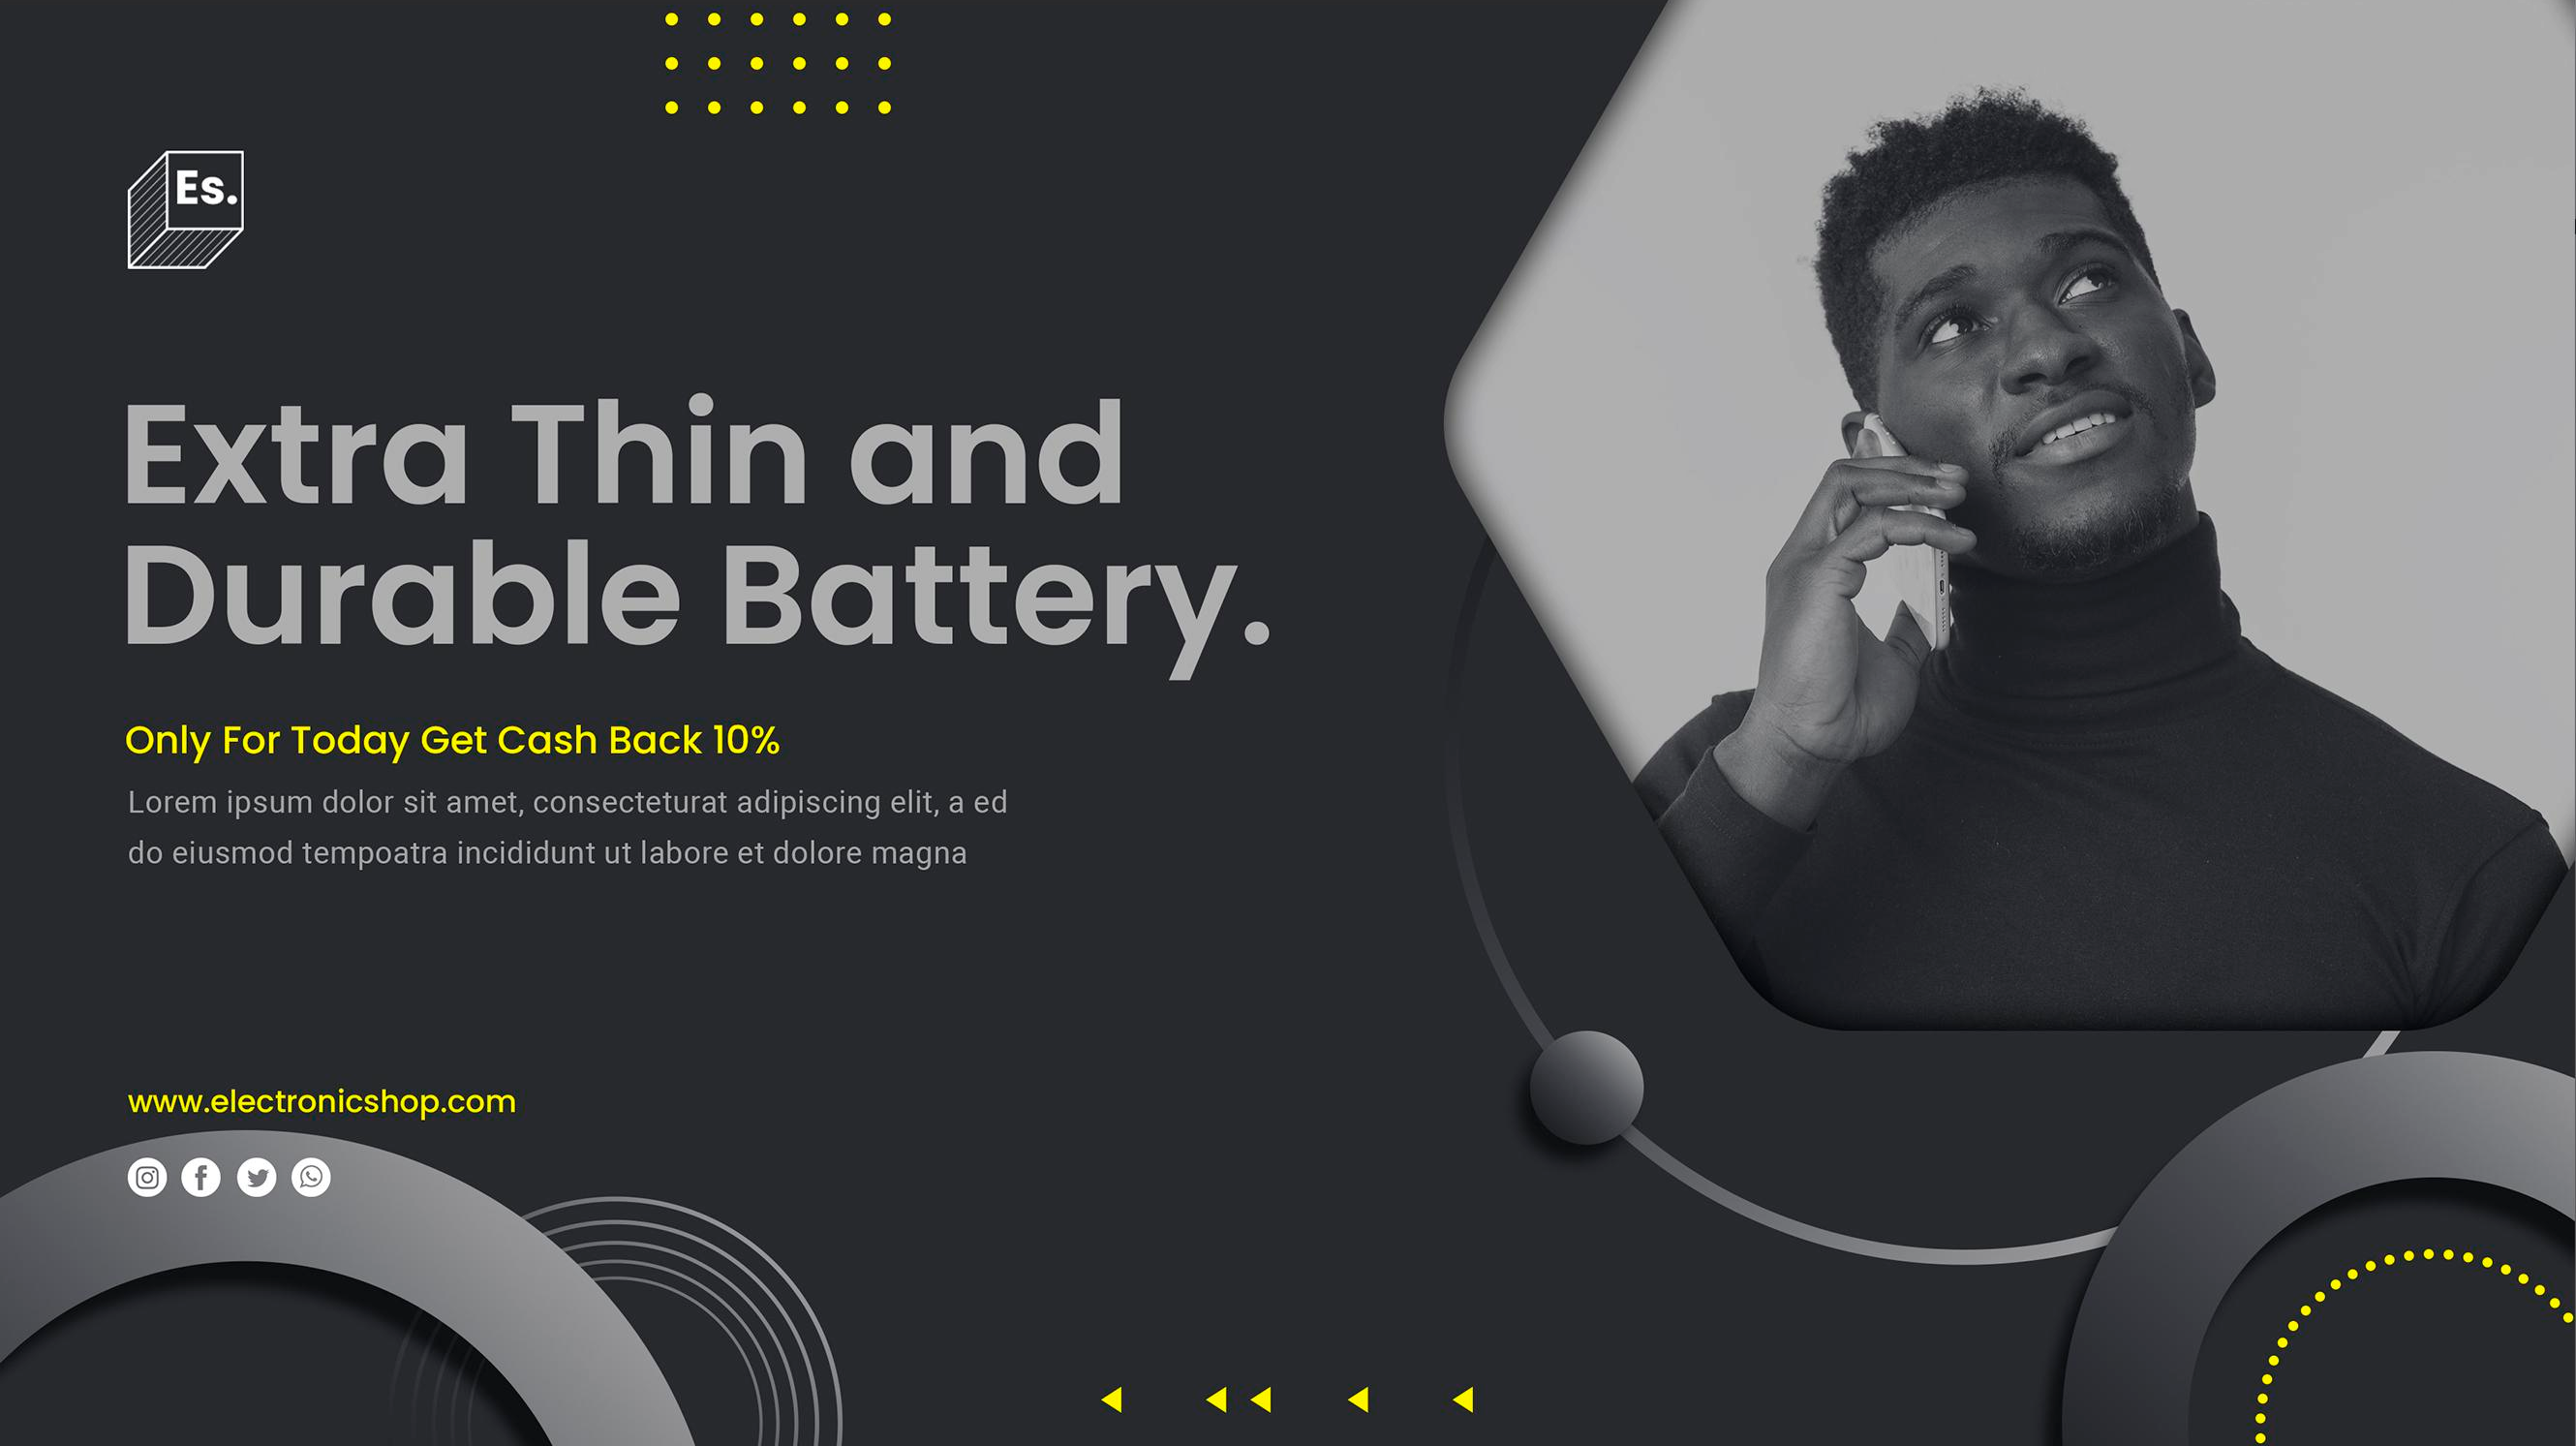 Es.
Extra Thin and
Durable Battery.
Only For Today Get Cash Back 10%
Lorem ipsum dolor sit amet, consecteturat adipiscing elit, a ed
do eiusmod tempoatra incididunt ut labore et dolore magna
www.electronicshop.com